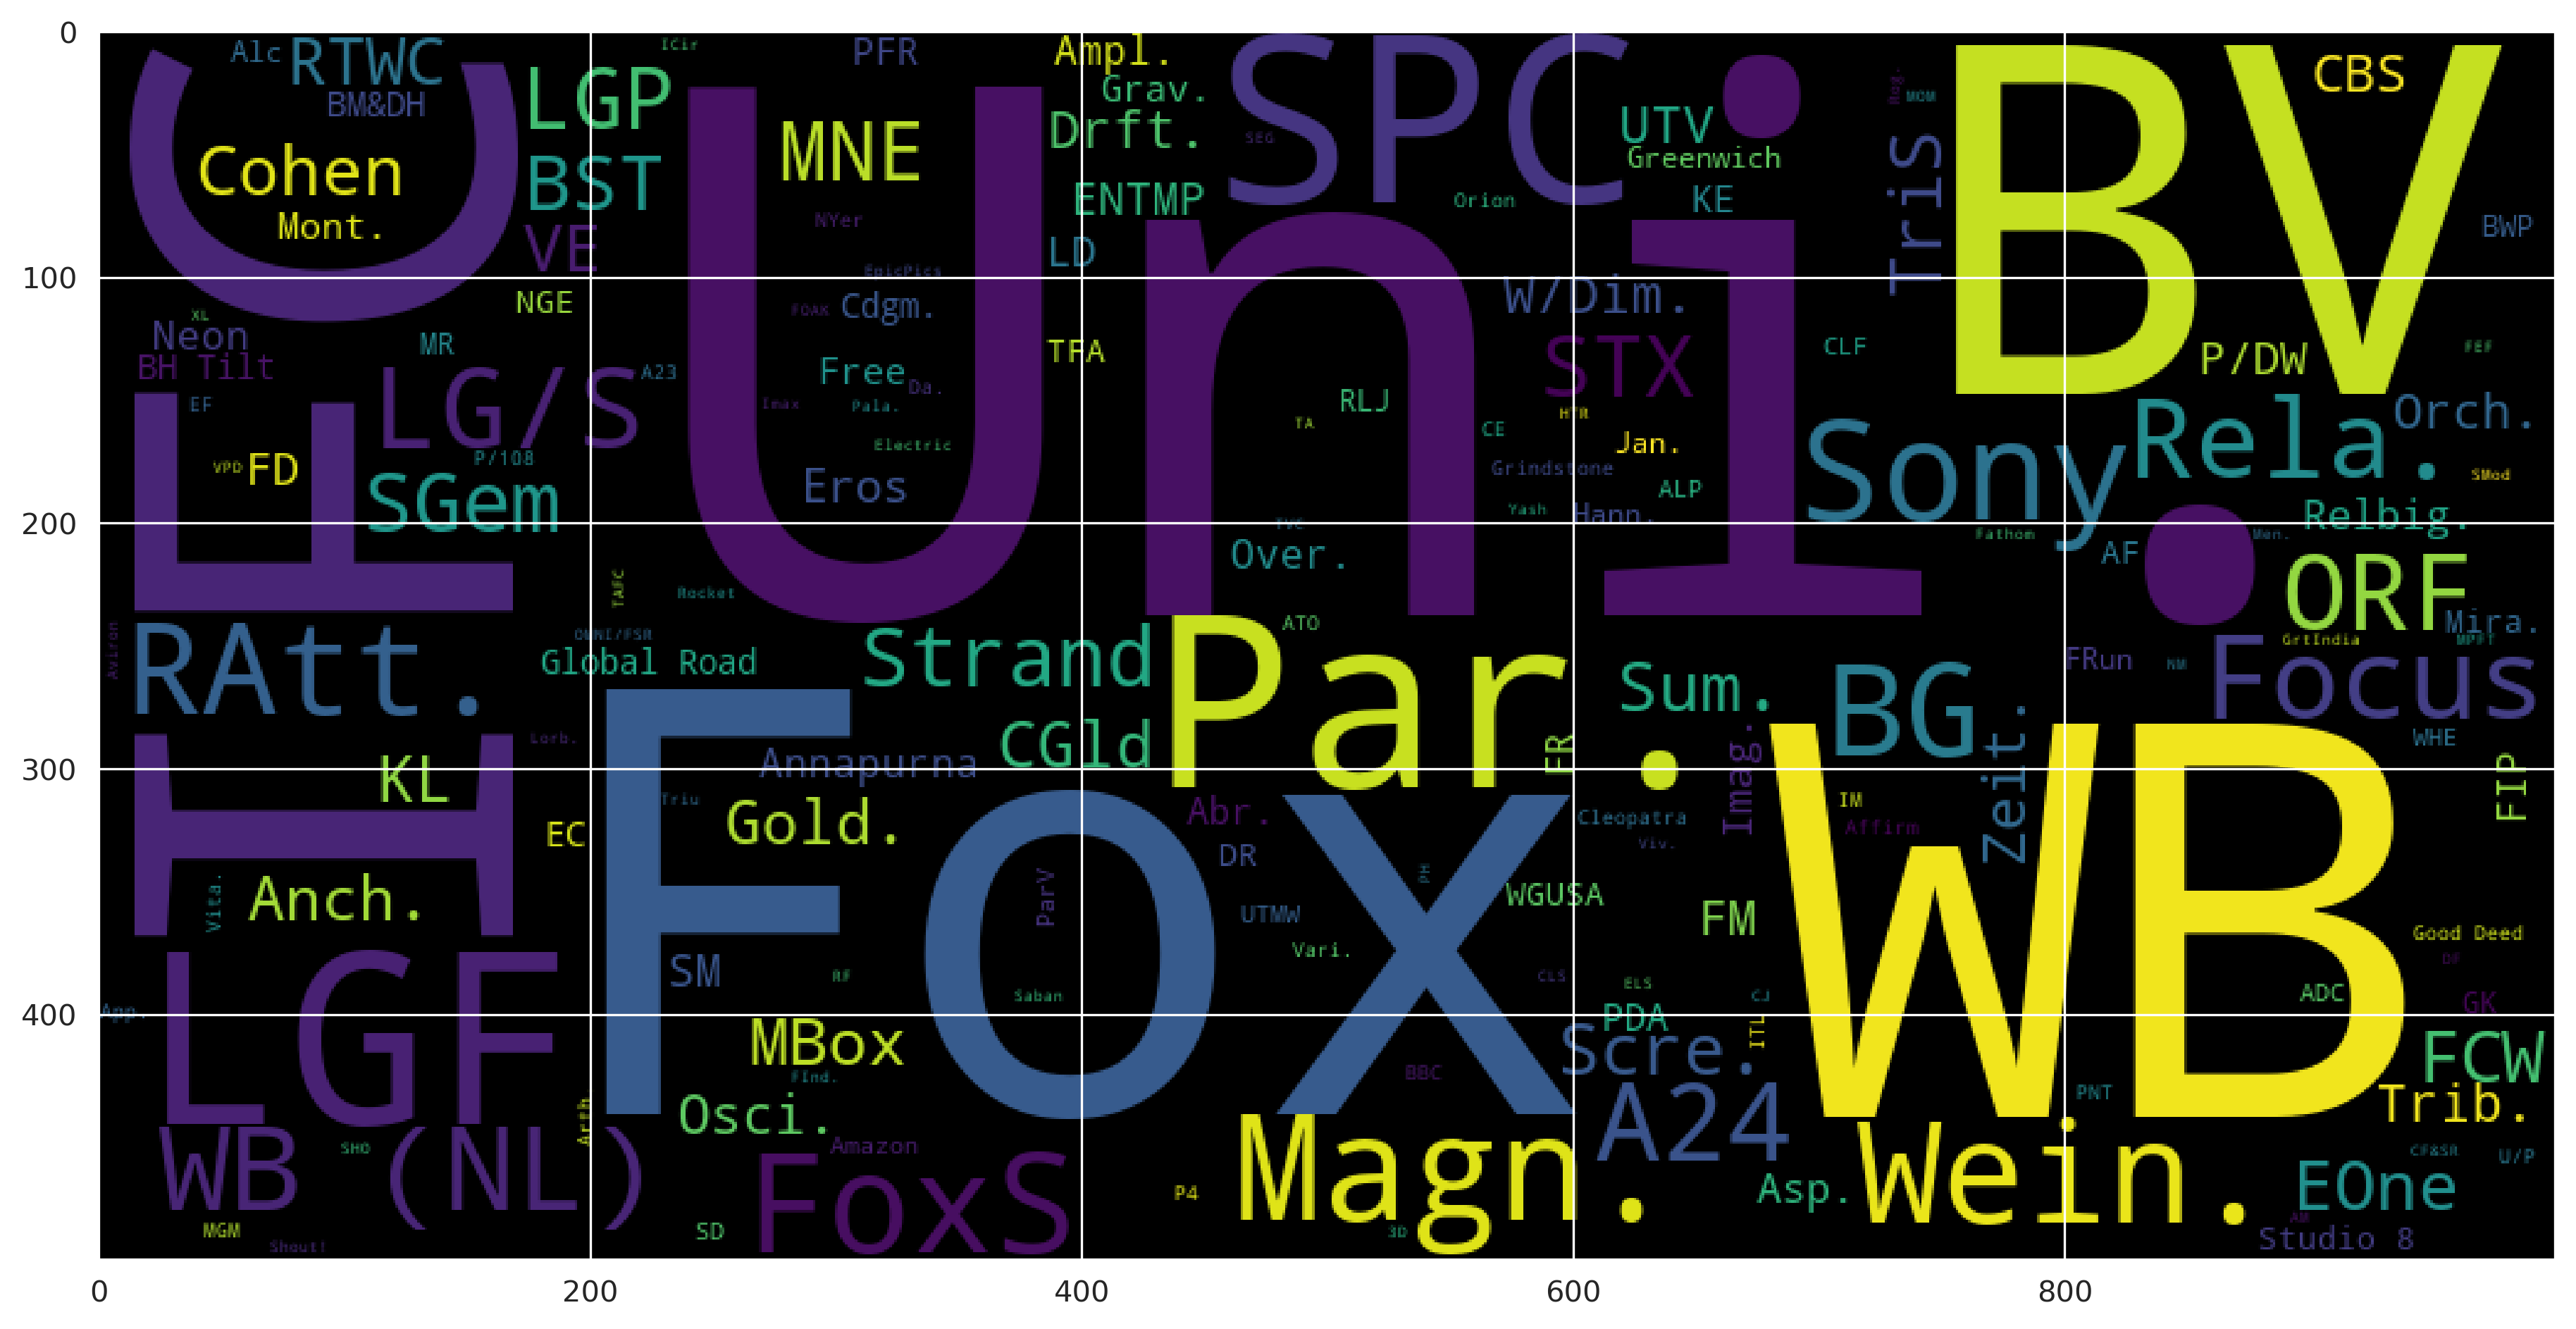 0
100
200
300
400
0
200
400
600
800
Alc
RTWC
ICir
PFR
Ampl.
SPC
BV
CBS
BM&DH
LGP
Grav.
UTV
MOM
Cohen
MNE
Drft.
SEG
Greenwich
Mont.
BST
ENTMP
Orion
KE
TriS
BWP
VE
NYer
LD
Uni.
IFC
EpicPics
NGE
FOAK
Cdgm.
W/Dim.
XL
Neon
MR
TFA
STX
CLF
P/DW
FEF
BH Tilt
A23
Free
Da.
EF
LG/S
Imax
Pala.
RLJ
TA
HTR
CE
Jan.
Sony
Rela.
Orch.
VPD
FD
P/108
Electric
Grindstone
SMod
SGem
Eros
ALP
Yash
Hann.
TVC
Fathom
Relbig.
Men.
Over.
AF
ORF
TAFC
Rocket
ATO
Mira.
Aviron
RAtt.
OMNI/FSR
Global Road
Strand
Par.
Sum.
BG
FRun
NM
Focus
GrtIndia
MPFT
Lorb.
CGld
FR
Imag.
Zeit.
WHE
KL
Annapurna
Triu
FIP
EC
Fox
Gold.
Abr.
Cleopatra
Viv.
IM
Affirm
WB
DR
Vita.
Anch.
ParV
PH
UTMW
WGUSA
FM
Vari.
Good Deed
DF
LGF
SM
RF
Saban
CLS
ELS
CJ
ADC
GK
App.
PDA
ITL
MBox
Scre.
FCW
FInd.
BBC
A24
PNT
Trib.
Arth
Osci.
Magn.
Wein.
WB (NL)
SHO
Amazon
CF&SR
U/P
FoxS
P4
Asp.
EOne
MGM
SD
3D
AM
Shout!
Studio 8